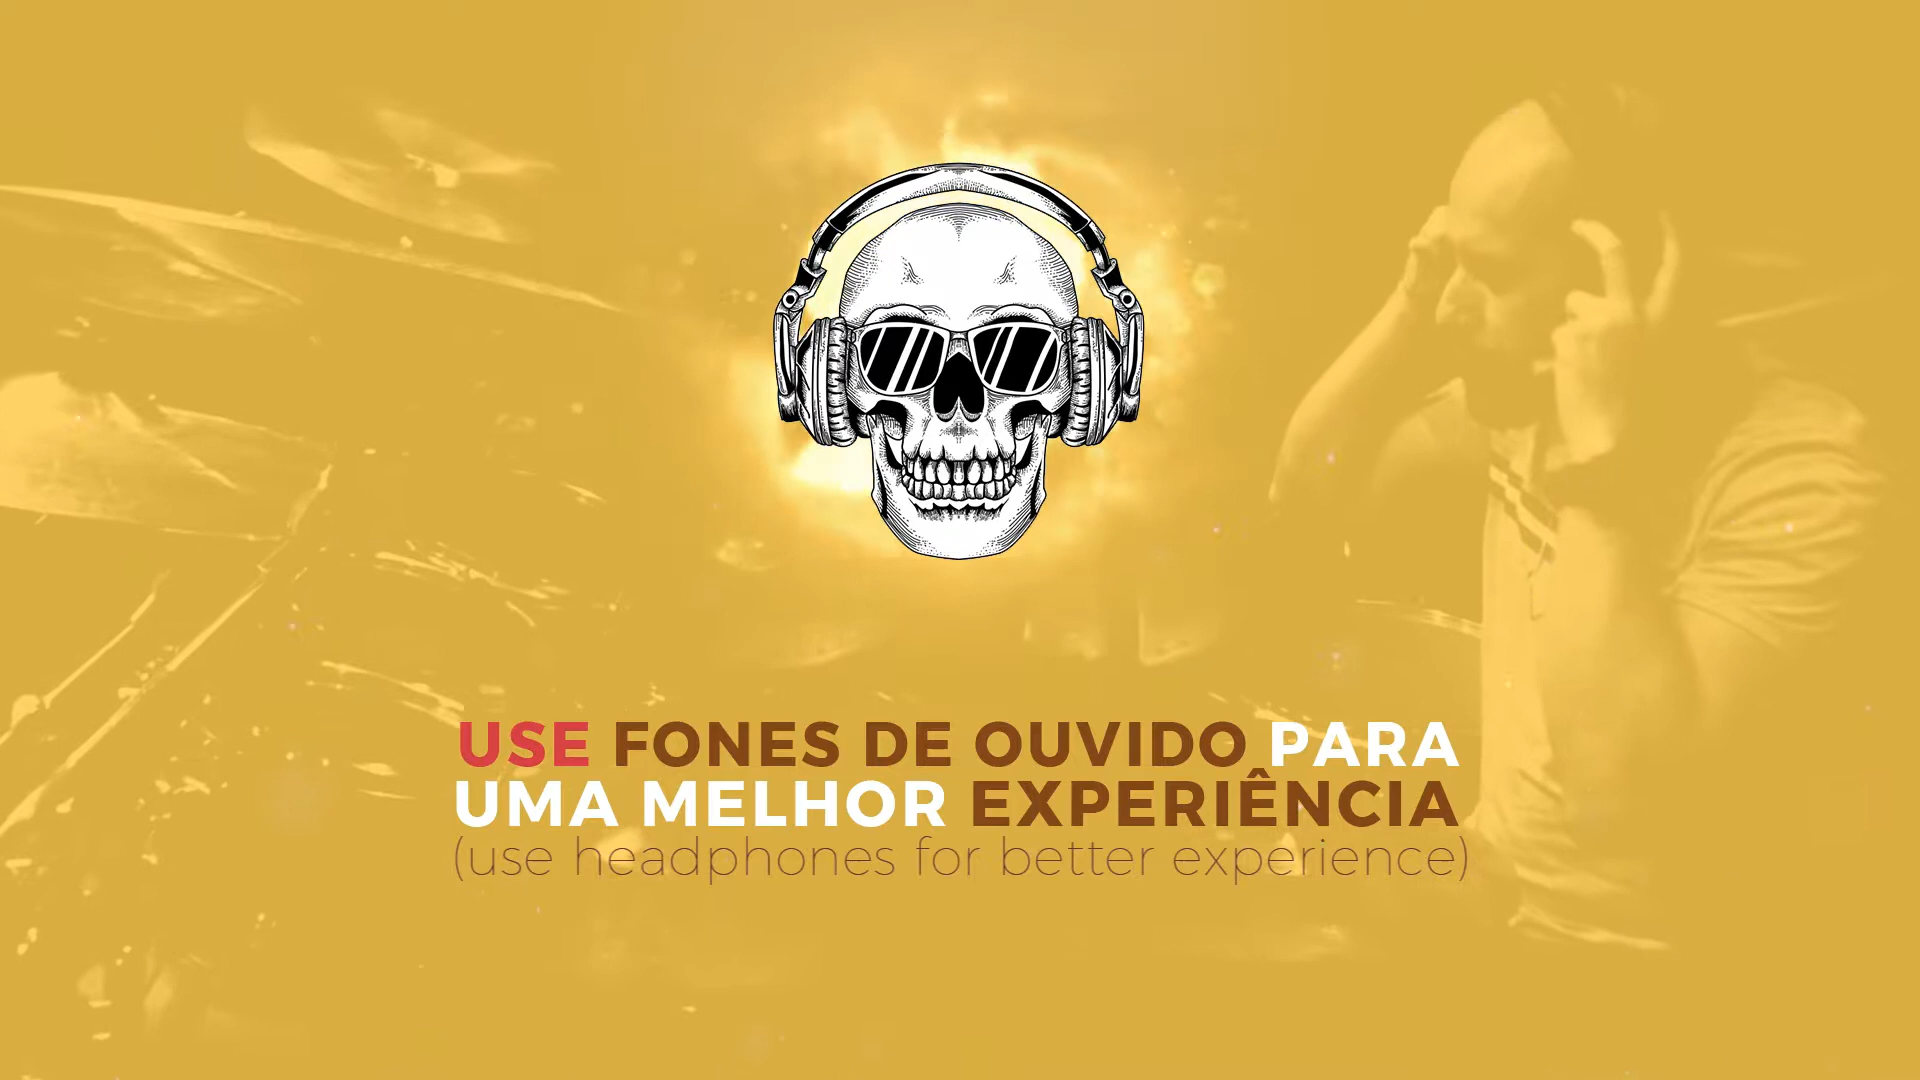 USE FONES DE OUVIDO PARA
UMA MELHOR EXPERIÊNCIA
(use headphones for better experience)